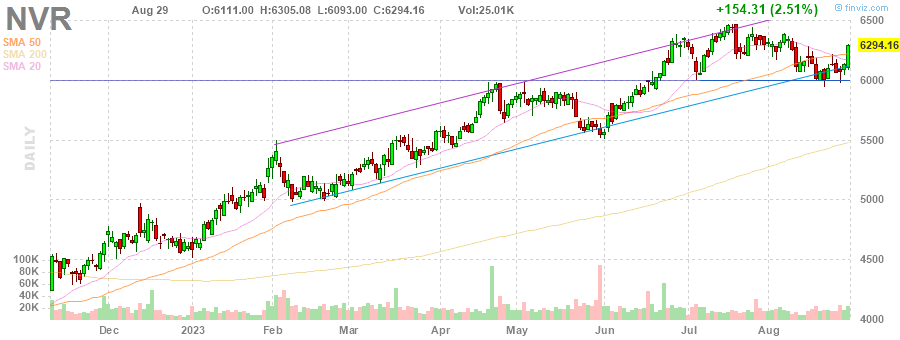 NVR Aug 29 O:6111.00 H:6305.08 L:6093.00 C:6294.16 Vol:25.01K +154.31 (2.51%) @ finviz.com
SMA 50
SMA 200
SMA 20
DAILY
6500
6294.16
6000
5500
5000
4500
4000
100K
80K
60K
40K
20K
Dec 2023 Feb Mar Apr May Jun Jul Aug